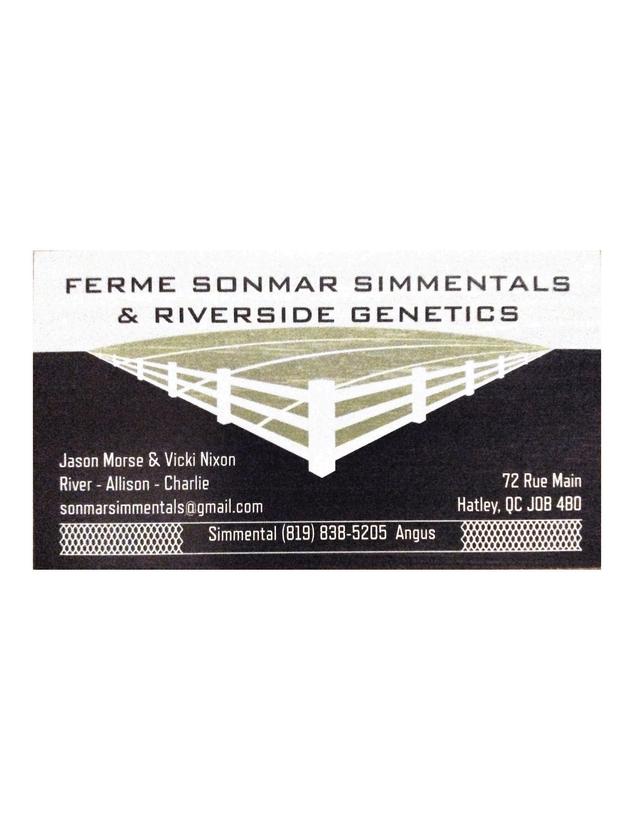 FERME SONMAR SIMMENTALS
& RIVERSIDE GENETICS
Jason Morse & Vicki Nixon
River - Allison - Charlie
sonmarsimmentals@gmail.com
72 Rue Main
Hatley, QC J0B 4B0
Simmental (819) 838-5205 Angus